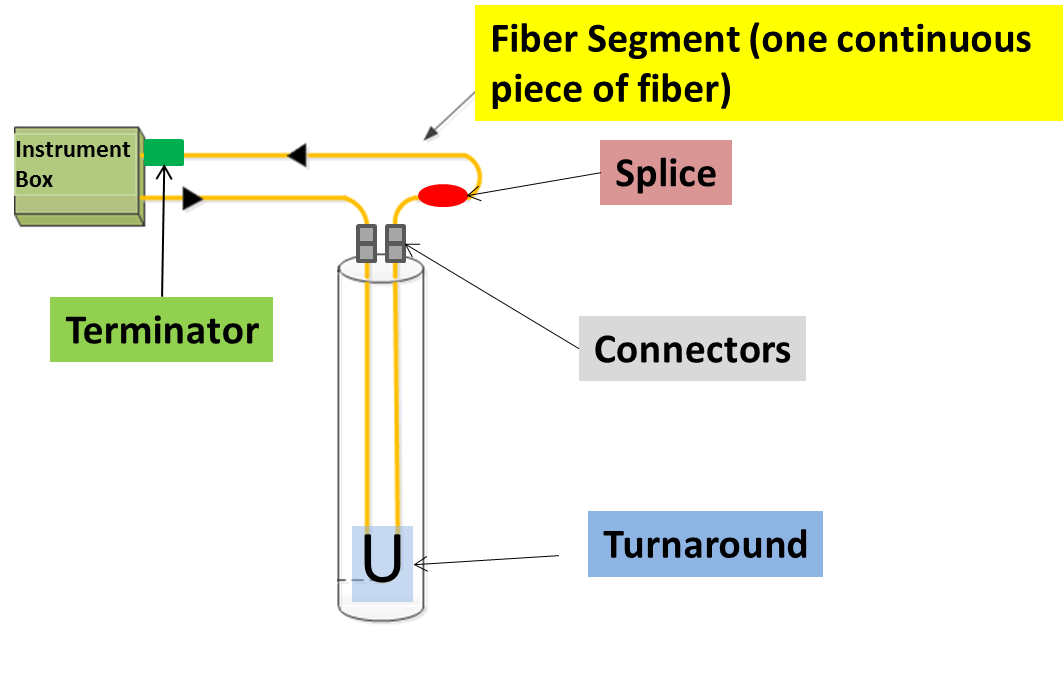 Fiber Segment (one continuous
piece of fiber)
Instrument
Box
Splice
Terminator
Connectors
Turnaround